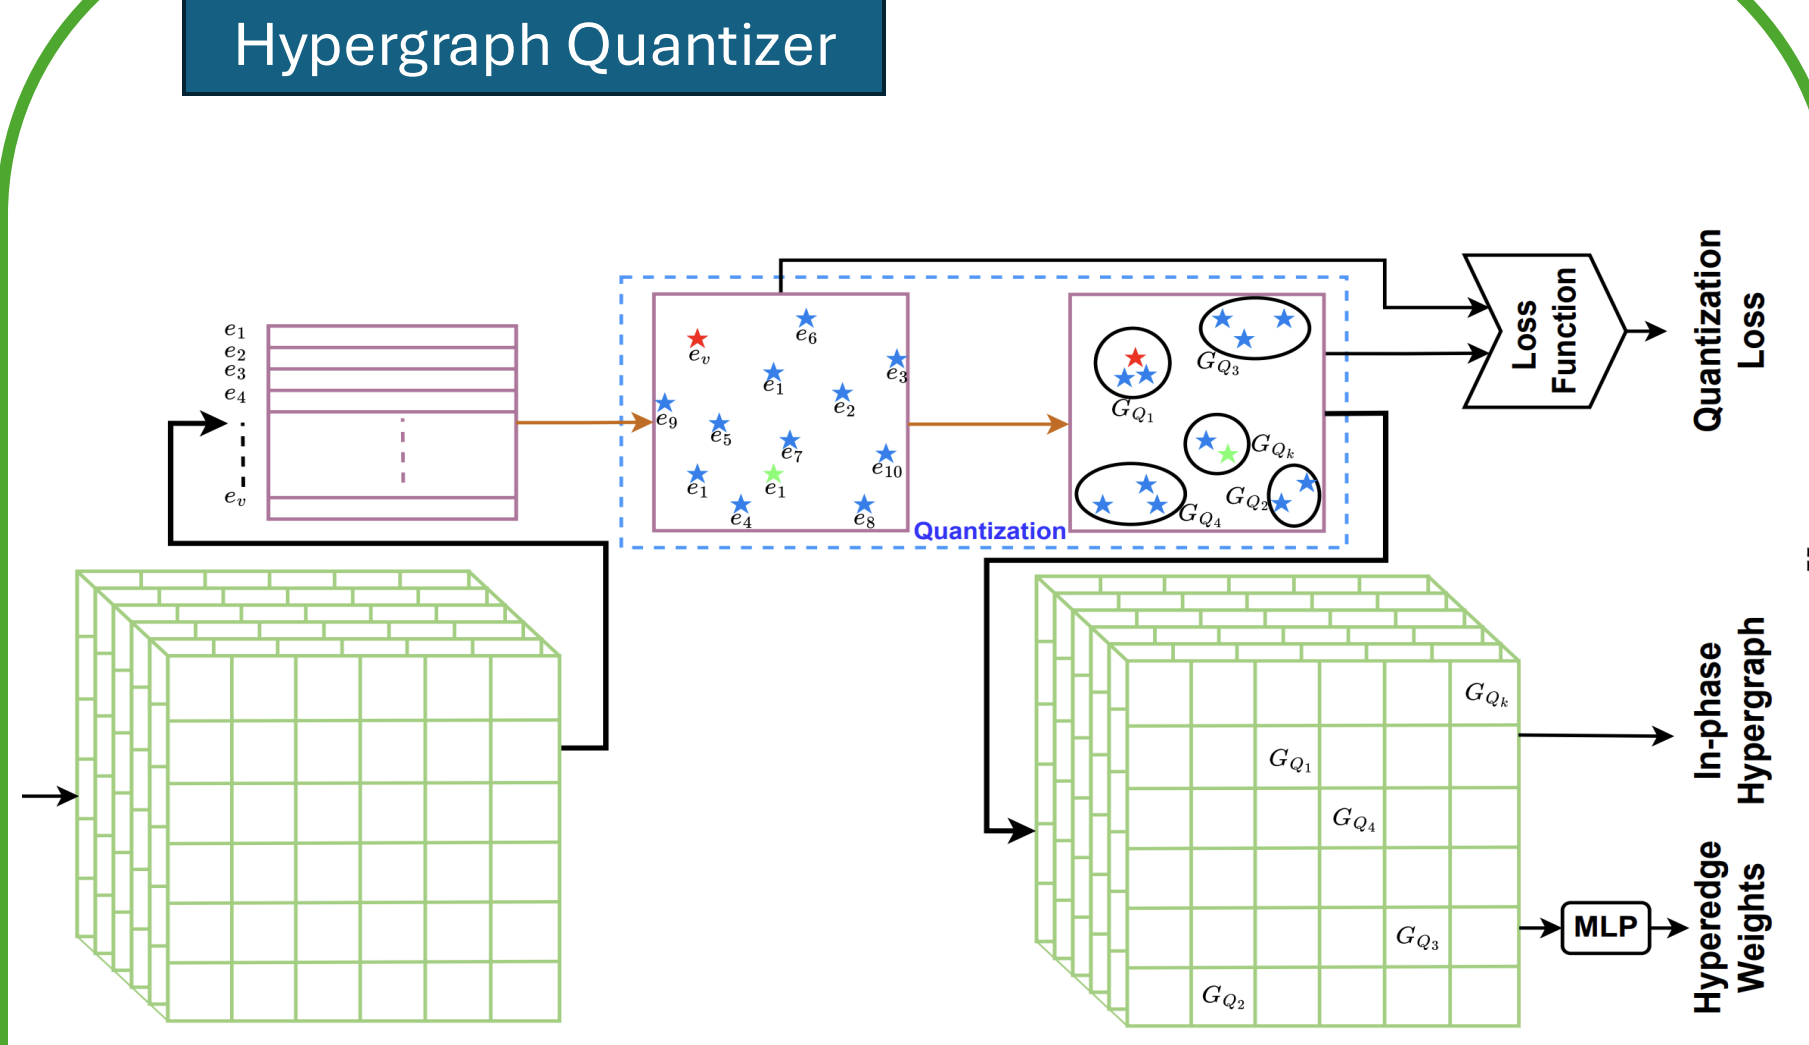 Hypergraph Quantizer
e1
e2
e3
e4
ev
ev
e6
e1
e3
e2
e9
e5
e7
e10
e1
e1
e4
e8
Quantization
GQ1
GQ3
GQk
GQ2
GQ4
Loss
Function
Quantization
Loss
GQk
GQ1
GQ4
GQ3
GQ2
In-phase
Hypergraph
MLP
Hyperedge
Weights